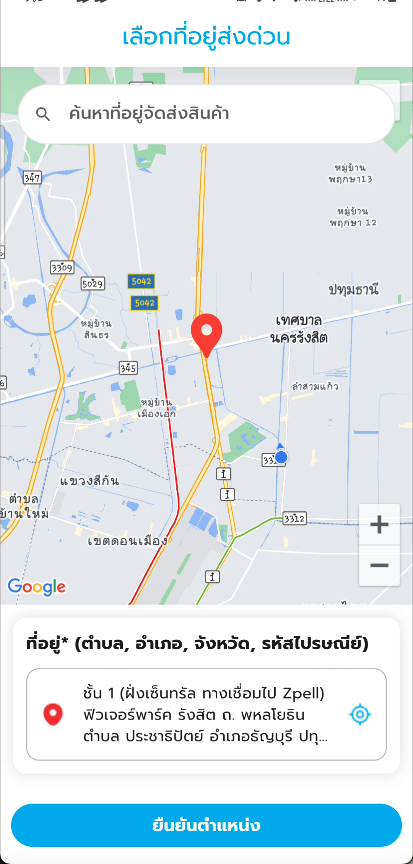 เลือกที่อยู่ส่งด่วน
ค้นหาที่อยู่จัดส่งสินค้า
347
หมู่บ้าน
พฤกษา13
หมู่บ้าน
พฤกษา 12
3309
5029
5042
5042
ปทุมธานี
เทศบาล
นครรังสิต
หมู่บ้าน
สินธร
345
ลำสามแก้ว
หมู่บ้าน
เมืองเอก
แขวงสีกัน
1
1
ตำบล
บ้านใหม่
เขตดอนเมือง
3312
1
+
−
Google
ที่อยู่* (ตำบล, อำเภอ, จังหวัด, รหัสไปรษณีย์)
ชั้น 1 (ฝั่งเซ็นทรัล ทางเชื่อมไป Zpell)
ฟิวเจอร์พาร์ค รังสิต ถ. พหลโยธิน
ตำบล ประชาธิปัตย์ อำเภอธัญบุรี ปทุ...
ยืนยันตำแหน่ง